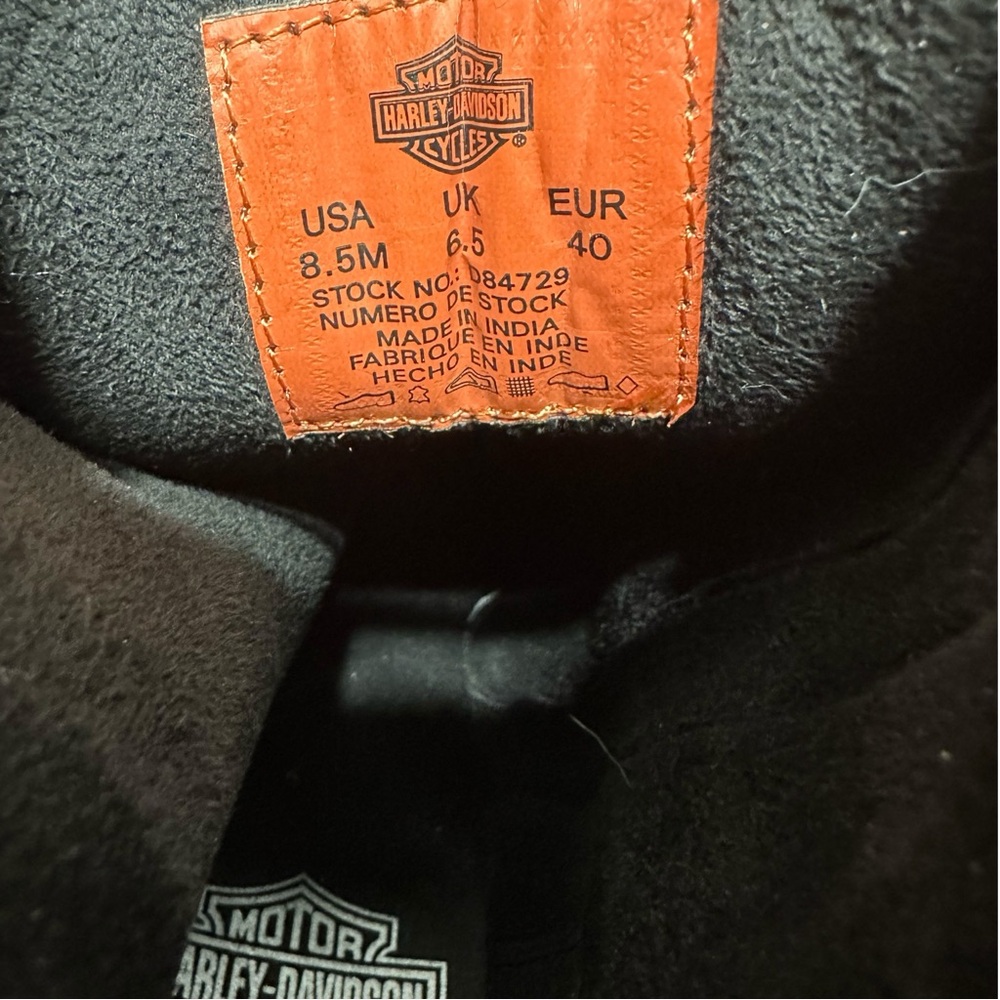 MOTOR
HARLEY-DAVIDSON
CYCLES ®
USA UK EUR
8.5M 6.5 40
STOCK NO.: D84729
NUMERO DE STOCK
MADE IN INDIA
FABRIQUE EN INDE
HECHO EN INDE
MOTOR
ARLEY-DAVIDSON